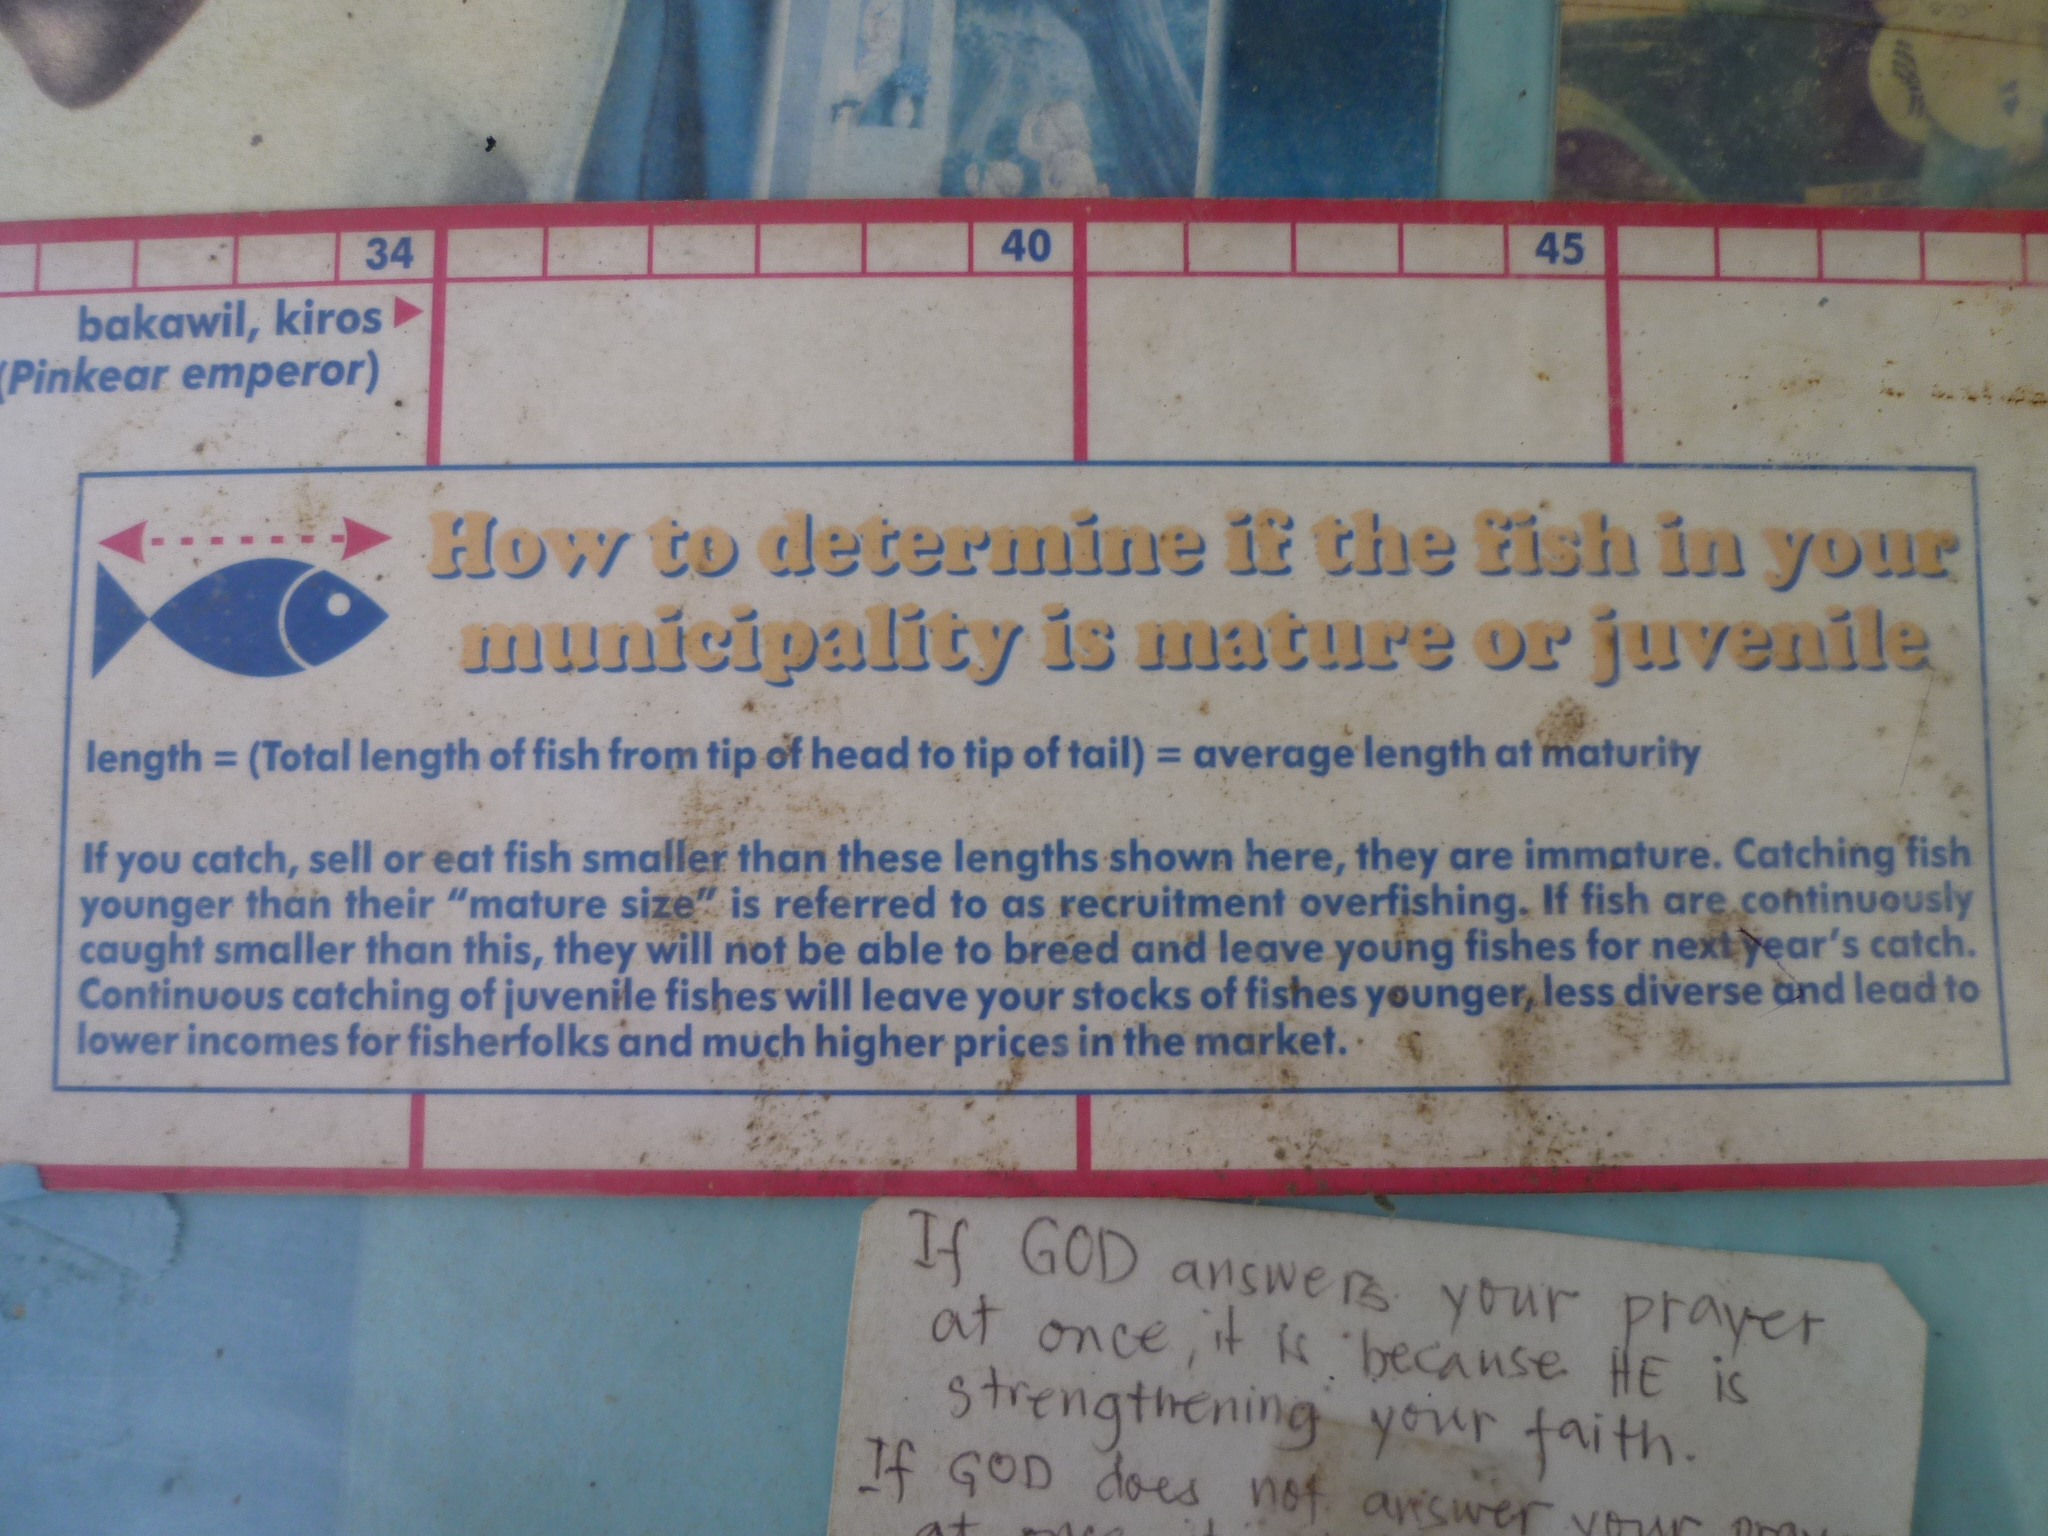 34
40
45
bakawil, kiros
(Pinkear emperor)
How to determine if the fish in your
municipality is mature or juvenile
length = (Total length of fish from tip of head to tip of tail) = average length at maturity
If you catch, sell or eat fish smaller than these lengths shown here, they are immature. Catching fish
younger than their “mature size” is referred to as recruitment overfishing. If fish are continuously
caught smaller than this, they will not be able to breed and leave young fishes for next year’s catch.
Continuous catching of juvenile fishes will leave your stocks of fishes younger, less diverse and lead to
lower incomes for fisherfolks and much higher prices in the market.
If GOD answers your prayer
at once, it is because HE is
strengthening your faith.
If GOD does not answer your
at once